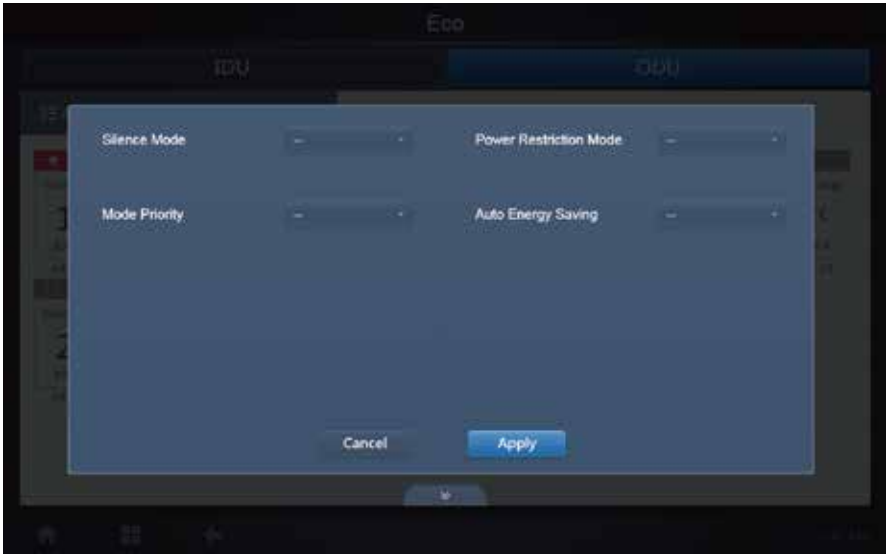 Eco
IDU ODU
Silence Mode -- Power Restriction Mode --
Mode Priority -- Auto Energy Saving --
Cancel Apply